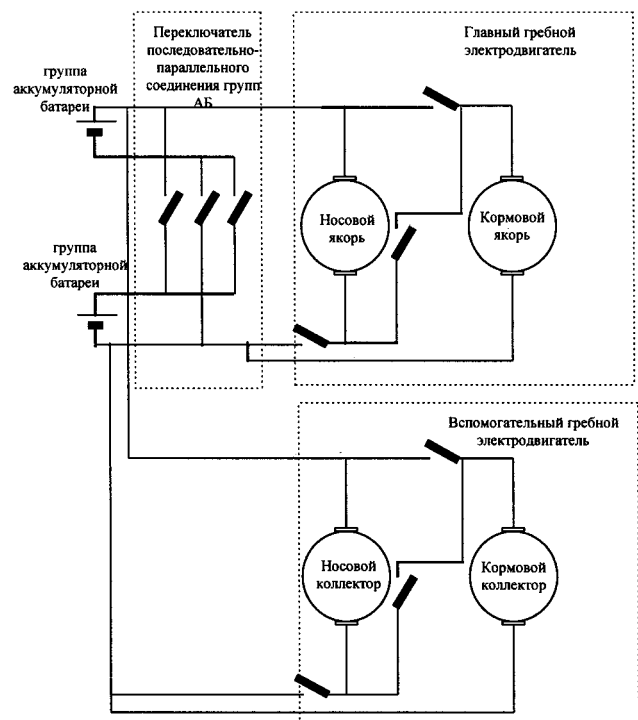 Переключатель
последовательно-
параллельного
соединения групп
АБ
Главный гребной
электродвигатель
группа
аккумуляторной
батареи
Носовой
якорь
Кормовой
якорь
группа
аккумуляторной
батареи
Вспомогательный гребной
электродвигатель
Носовой
коллектор
Кормовой
коллектор